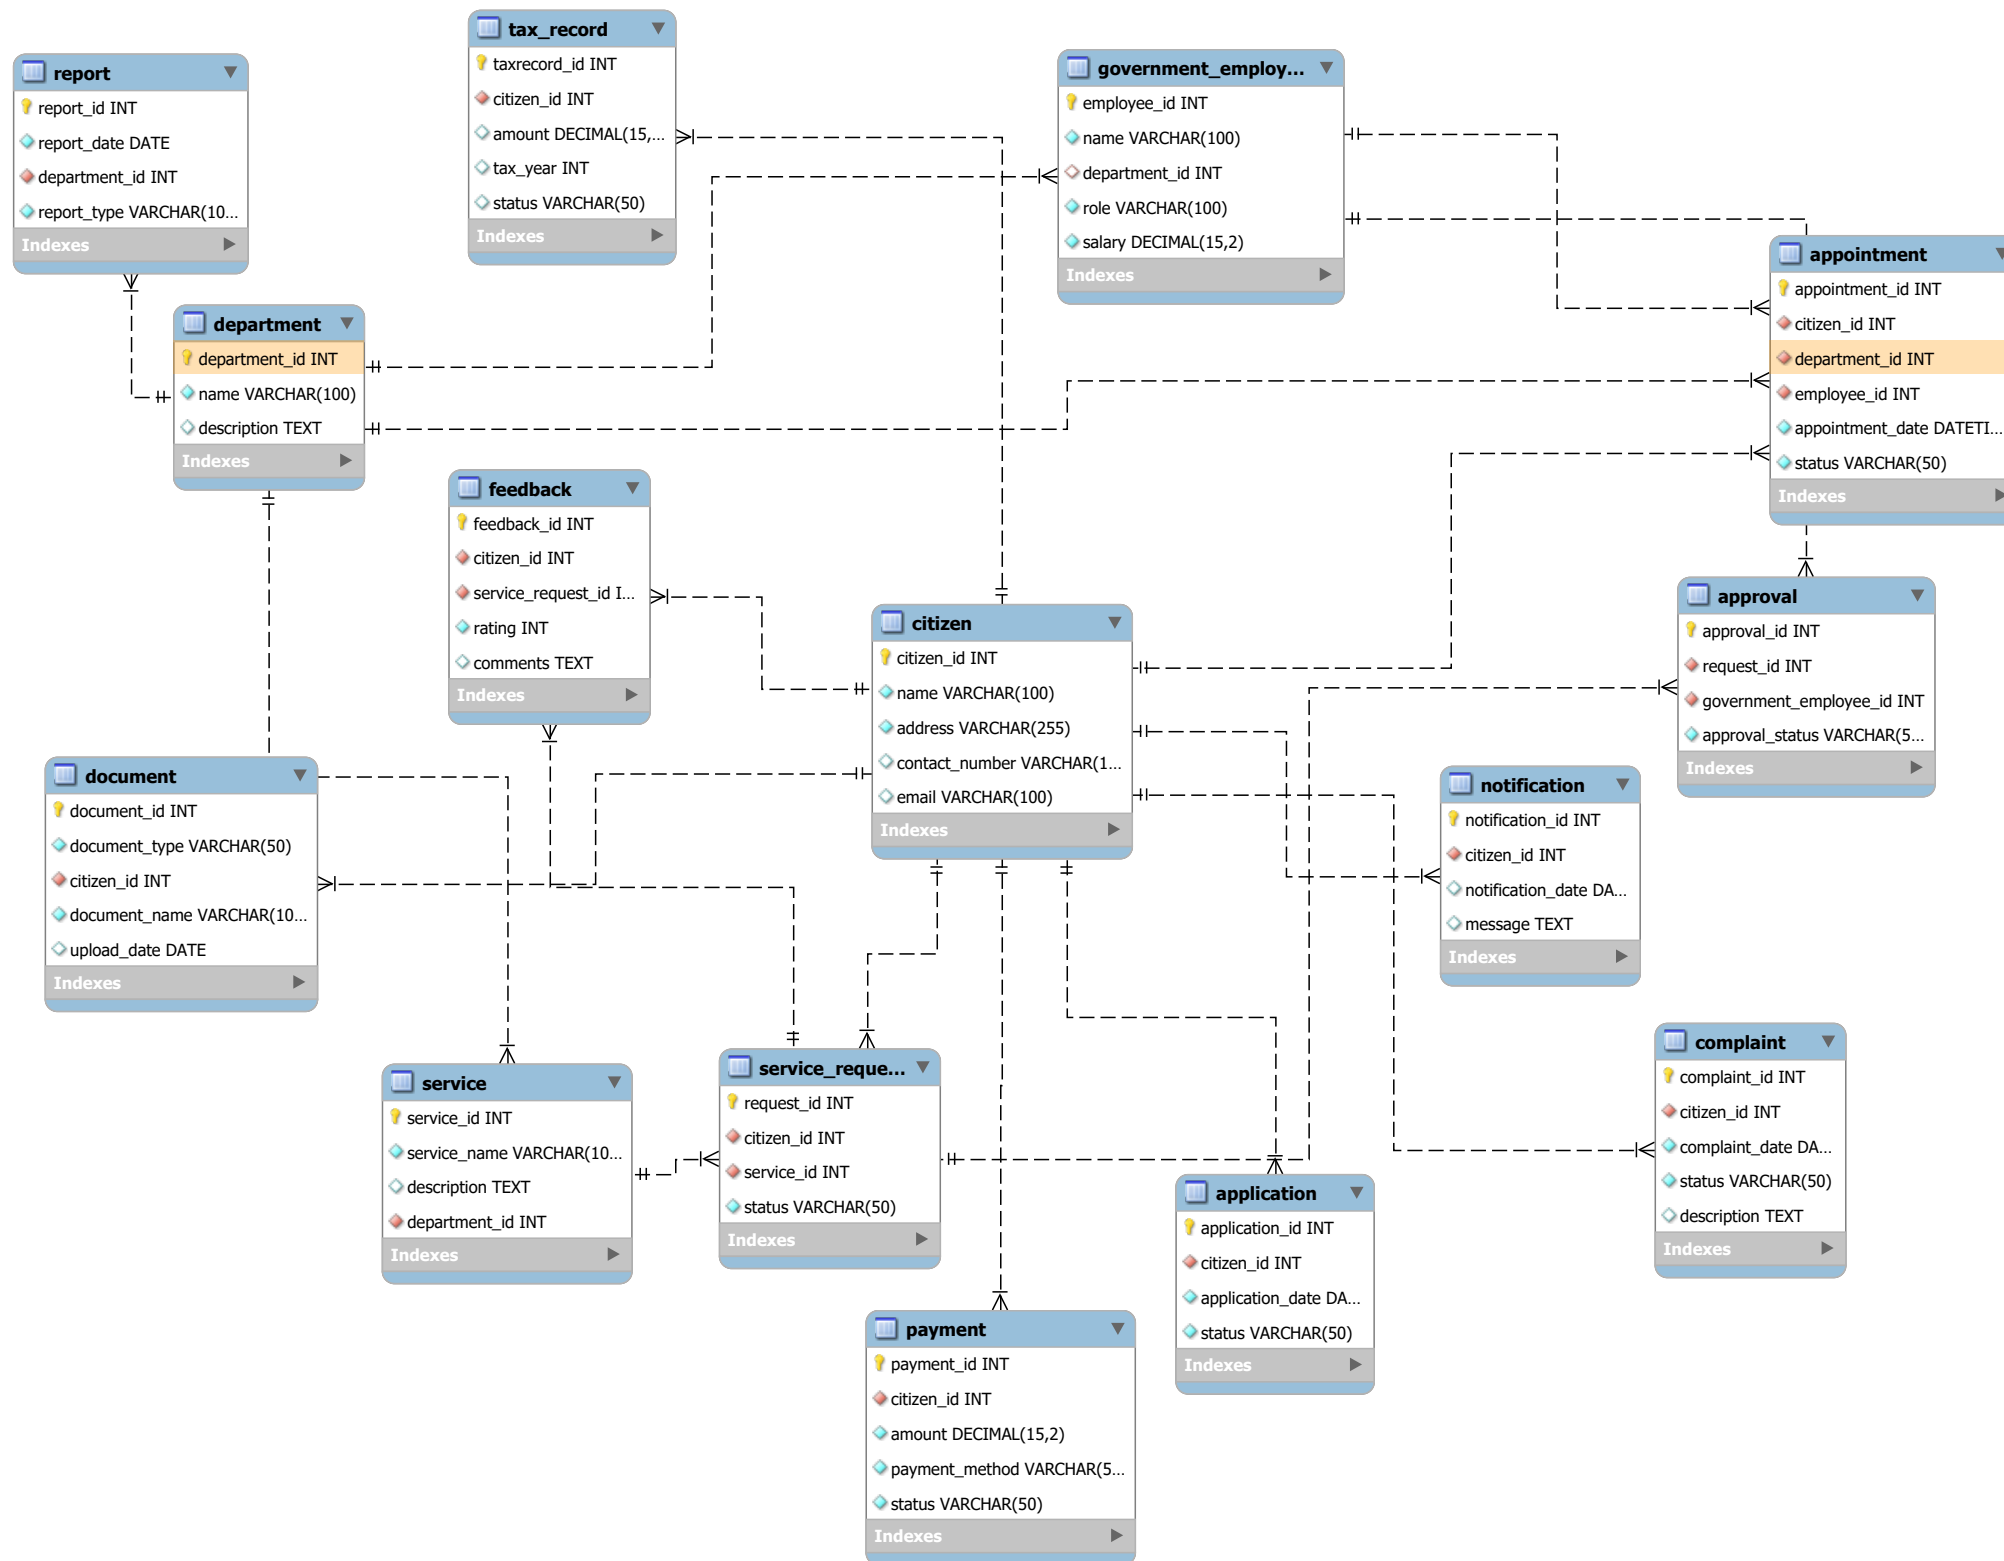 tax_record
taxrecord_id INT
citizen_id INT
amount DECIMAL(15,...
tax_year INT
status VARCHAR(50)
Indexes
report
report_id INT
report_date DATE
department_id INT
report_type VARCHAR(10...
Indexes
government_employ...
employee_id INT
name VARCHAR(100)
department_id INT
role VARCHAR(100)
salary DECIMAL(15,2)
Indexes
appointment
appointment_id INT
citizen_id INT
department_id INT
employee_id INT
appointment_date DATETI...
status VARCHAR(50)
Indexes
department
department_id INT
name VARCHAR(100)
description TEXT
Indexes
feedback
feedback_id INT
citizen_id INT
service_request_id I...
rating INT
comments TEXT
Indexes
citizen
citizen_id INT
name VARCHAR(100)
address VARCHAR(255)
contact_number VARCHAR(1...
email VARCHAR(100)
Indexes
approval
approval_id INT
request_id INT
government_employee_id INT
approval_status VARCHAR(5...
Indexes
document
document_id INT
document_type VARCHAR(50)
citizen_id INT
document_name VARCHAR(10...
upload_date DATE
Indexes
notification
notification_id INT
citizen_id INT
notification_date DA...
message TEXT
Indexes
complaint
complaint_id INT
citizen_id INT
complaint_date DA...
status VARCHAR(50)
description TEXT
Indexes
service
service_id INT
service_name VARCHAR(10...
description TEXT
department_id INT
Indexes
service_reque...
request_id INT
citizen_id INT
service_id INT
status VARCHAR(50)
Indexes
application
application_id INT
citizen_id INT
application_date DA...
status VARCHAR(50)
Indexes
payment
payment_id INT
citizen_id INT
amount DECIMAL(15,2)
payment_method VARCHAR(5...
status VARCHAR(50)
Indexes